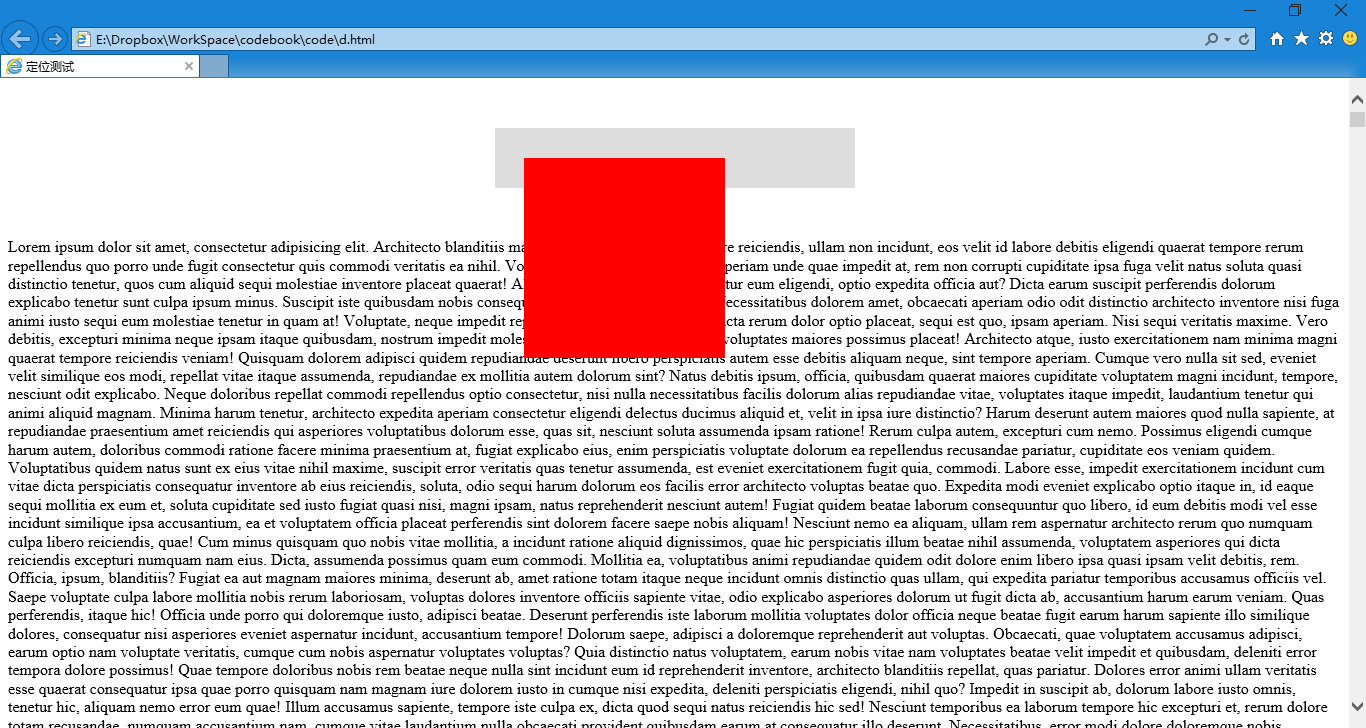 E:\Dropbox\WorkSpace\codebook\code\d.html
定位测试
Lorem ipsum dolor sit amet, consectetur adipisicing elit. Architecto blanditiis re reiciendis, ullam non incidunt, eos velit id labore debitis eligendi quaerat tempore rerum
repellendus quo porro unde fugit consectetur quis commodi veritatis ea nihil. periam unde quae impedit at, rem non corrupti cupiditate ipsa fuga velit natus soluta quasi
distinctio tenetur, quos cum aliquid sequi molestiae inventore placeat quaerat! tur eum eligendi, optio expedita officia aut? Dicta earum suscipit perferendis dolorum
explicabo tenetur sunt culpa ipsum minus. Suscipit iste quibusdam nobis Necessitatibus dolorem amet, obcaecati aperiam odio odit distinctio architecto inventore nisi fuga
animi iusto sequi eum molestiae tenetur in quam at! Voluptate, neque impedit dicta rerum dolor optio placeat, sequi est quo, ipsam aperiam. Nisi sequi veritatis maxime. Vero
debitis, excepturi minima neque ipsam itaque quibusdam, nostrum impedit voluptates maiores possimus placeat! Architecto atque, iusto exercitationem nam minima magni
quaerat tempore reiciendis veniam! Quisquam dolorem adipisci quidem repudiandae deserunt libero perspiciatis autem esse debitis aliquam neque, sint tempore aperiam. Cumque vero nulla sit sed, eveniet
velit similique eos modi, repellat vitae itaque assumenda, repudiandae ex mollitia autem dolorum sint? Natus debitis ipsum, officia, quibusdam quaerat maiores cupiditate voluptatem magni incidunt, tempore,
nesciunt odit explicabo. Neque doloribus repellat commodi repellendus optio consectetur, nisi nulla necessitatibus facilis dolorum alias repudiandae vitae, voluptates itaque impedit, laudantium tenetur qui
animi aliquid magnam. Minima harum tenetur, architecto expedita aperiam consectetur eligendi delectus ducimus aliquid et, velit in ipsa iure distinctio? Harum deserunt autem maiores quod nulla sapiente, at
repudiandae praesentium amet reiciendis qui asperiores voluptatibus dolorum esse, quas sit, nesciunt soluta assumenda ipsam ratione! Rerum culpa autem, excepturi cum nemo. Possimus eligendi cumque
harum autem, doloribus commodi ratione facere minima praesentium at, fugiat explicabo eius, enim perspiciatis voluptate dolorum ea repellendus recusandae pariatur, cupiditate eos veniam quidem.
Voluptatibus quidem natus sunt ex eius vitae nihil maxime, suscipit error veritatis quas tenetur assumenda, est eveniet exercitationem fugit quia, commodi. Labore esse, impedit exercitationem incidunt cum
vitae dicta perspiciatis consequatur inventore ab eius reiciendis, soluta, odio sequi harum dolorum eos facilis error architecto voluptas beatae quo. Expedita modi eveniet explicabo optio itaque in, id eaque
sequi mollitia ex eum et, soluta cupiditate sed iusto fugiat quasi nisi, magni ipsam, natus reprehenderit nesciunt autem! Fugiat quidem beatae laborum consequuntur quo libero, id eum debitis modi vel esse
incidunt similique ipsa accusantium, ea et voluptatem officia placeat perferendis sint dolorem facere saepe nobis aliquam! Nesciunt nemo ea aliquam, ullam rem aspernatur architecto rerum quo numquam
culpa libero reiciendis, quae! Cum minus quisquam quo nobis vitae mollitia, a incidunt ratione aliquid dignissimos, quae hic perspiciatis illum beatae nihil assumenda, voluptatem asperiores qui dicta
reiciendis excepturi numquam nam eius. Dicta, assumenda possimus quam eum commodi. Mollitia ea, voluptatibus animi repudiandae quidem odit dolore enim libero ipsa quasi ipsam velit debitis, rem.
Officia, ipsum, blanditiis? Fugiat ea aut magnam maiores minima, deserunt ab, amet ratione totam itaque neque incidunt omnis distinctio quas ullam, qui expedita pariatur temporibus accusamus officiis vel.
Saepe voluptate culpa labore mollitia nobis rerum laboriosam, voluptas dolores inventore officiis sapiente vitae, odio explicabo asperiores dolorum ut fugit dicta ab, accusantium harum earum veniam. Quas
perferendis, itaque hic! Officia unde porro qui doloremque iusto, adipisci beatae. Deserunt perferendis iste laborum mollitia voluptates dolor officia neque beatae fugit earum harum sapiente illo similique
dolores, consequatur nisi asperiores eveniet aspernatur incidunt, accusantium tempore! Dolorum saepe, adipisci a doloremque reprehenderit aut voluptas. Obcaecati, quae voluptatem accusamus adipisci,
earum optio nam voluptate veritatis, cumque cum nobis aspernatur voluptates voluptas? Quia distinctio natus voluptatem, earum nobis vitae nam voluptates beatae velit impedit et quibusdam, deleniti error
tempora dolore possimus! Quae tempore doloribus nobis rem beatae neque nulla sint incidunt eum id reprehenderit inventore, architecto blanditiis repellat, quas pariatur. Dolores error animi ullam veritatis
esse quaerat consequatur ipsa quae porro quisquam nam magnam iure dolorem iusto in cumque nisi expedita, deleniti perspiciatis eligendi, nihil quo? Impedit in suscipit ab, dolorum labore iusto omnis,
tenetur hic, aliquam nemo error eum quae! Illum accusamus sapiente, tempore iste culpa ex, dicta quod sequi natus reiciendis hic sed! Nesciunt temporibus ea laborum tempore hic excepturi et, rerum dolore
totam recusandae, numquam accusantium nam, cumque vitae laudantium nulla obcaecati provident quibusdam earum at consequatur illo deserunt. Necessitatibus, error modi dolore doloremque nobis